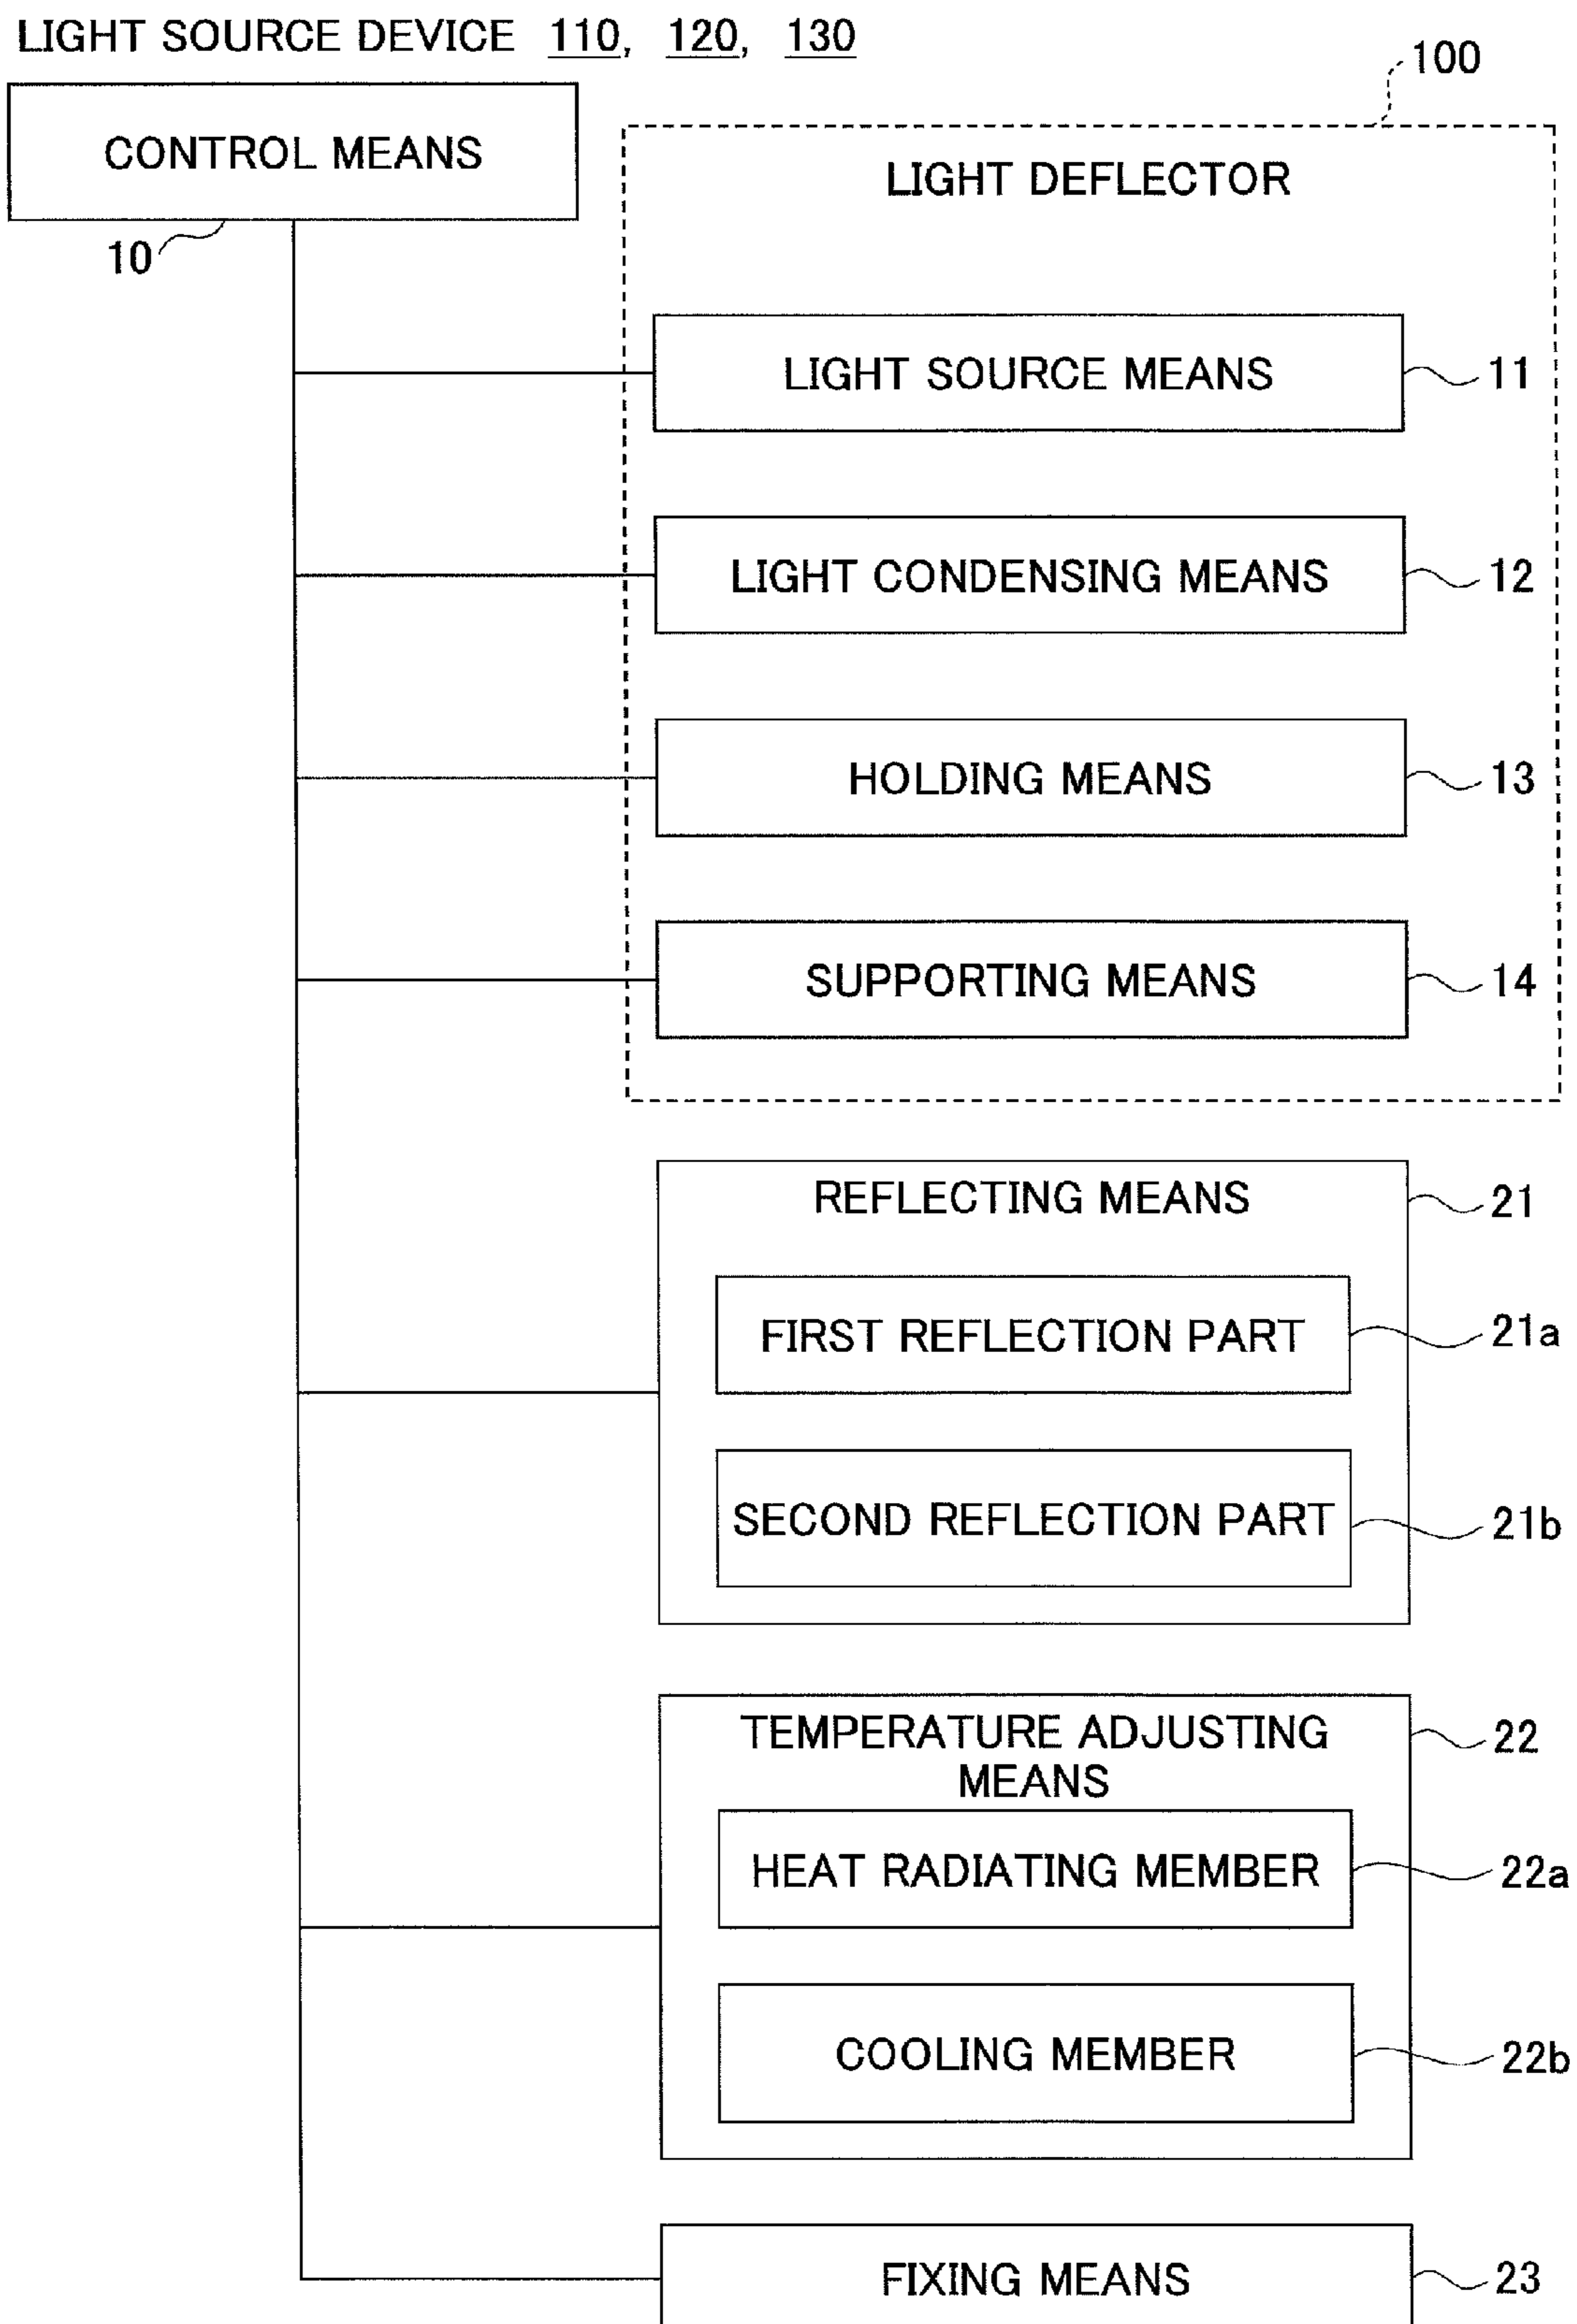 LIGHT SOURCE DEVICE 110, 120, 130
100
CONTROL MEANS
10
LIGHT DEFLECTOR
LIGHT SOURCE MEANS
11
LIGHT CONDENSING MEANS
12
HOLDING MEANS
13
SUPPORTING MEANS
14
REFLECTING MEANS
21
FIRST REFLECTION PART
21a
SECOND REFLECTION PART
21b
TEMPERATURE ADJUSTING
MEANS
22
HEAT RADIATING MEMBER
22a
COOLING MEMBER
22b
FIXING MEANS
23